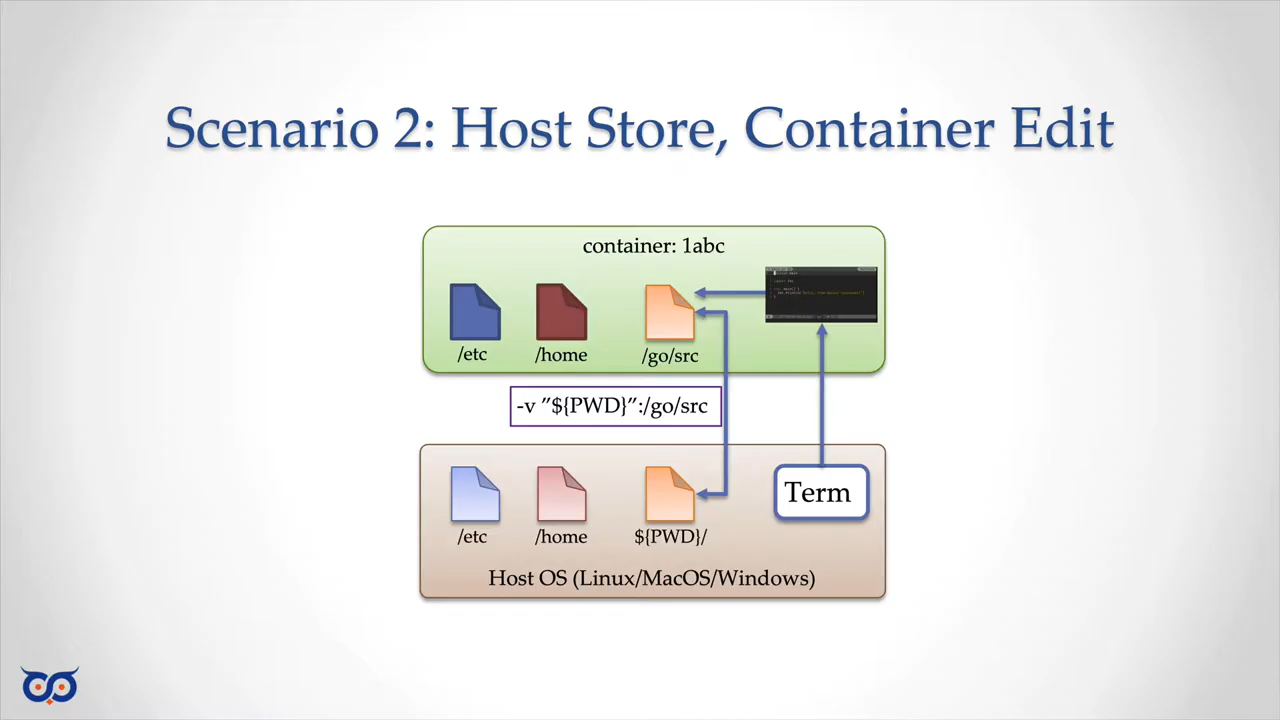 Scenario 2: Host Store, Container Edit
container: 1abc
/etc
/home
/go/src
-v ”${PWD}”:/go/src
Term
/etc
/home
${PWD}/
Host OS (Linux/MacOS/Windows)